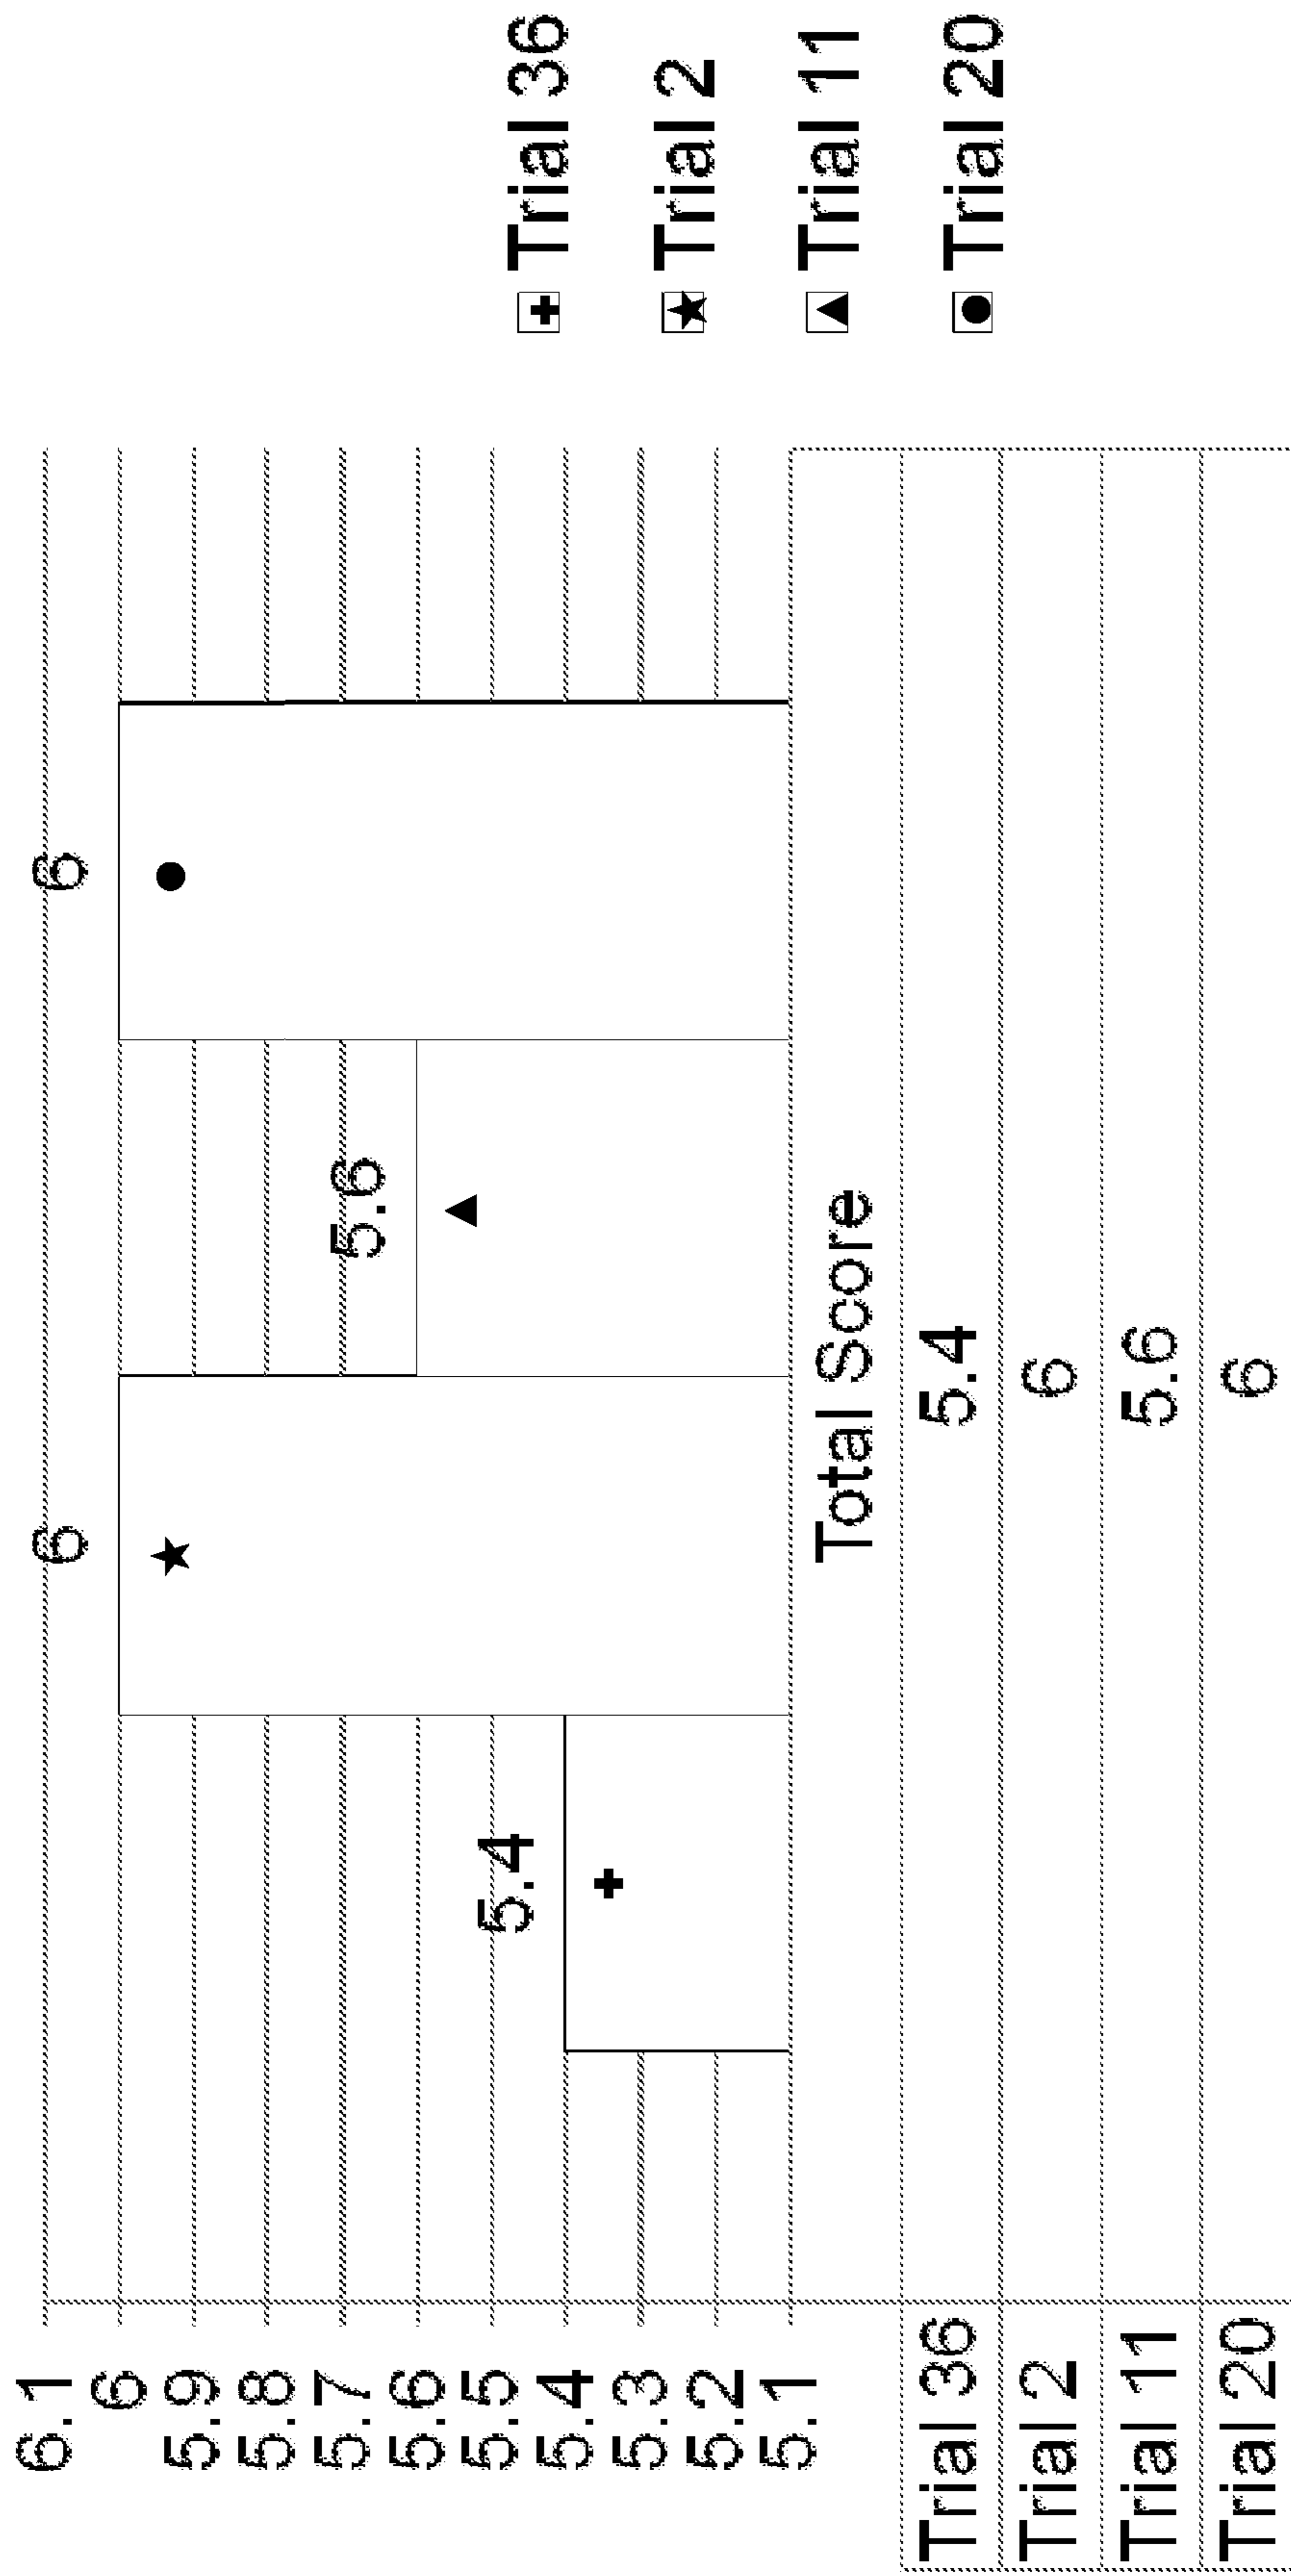 6.1
6
5.9
5.8
5.7
5.6
5.5
5.4
5.3
5.2
5.1
5.4
6
5.6
6
Total Score
Trial 36 5.4
Trial 2 6
Trial 11 5.6
Trial 20 6
Trial 36
Trial 2
Trial 11
Trial 20